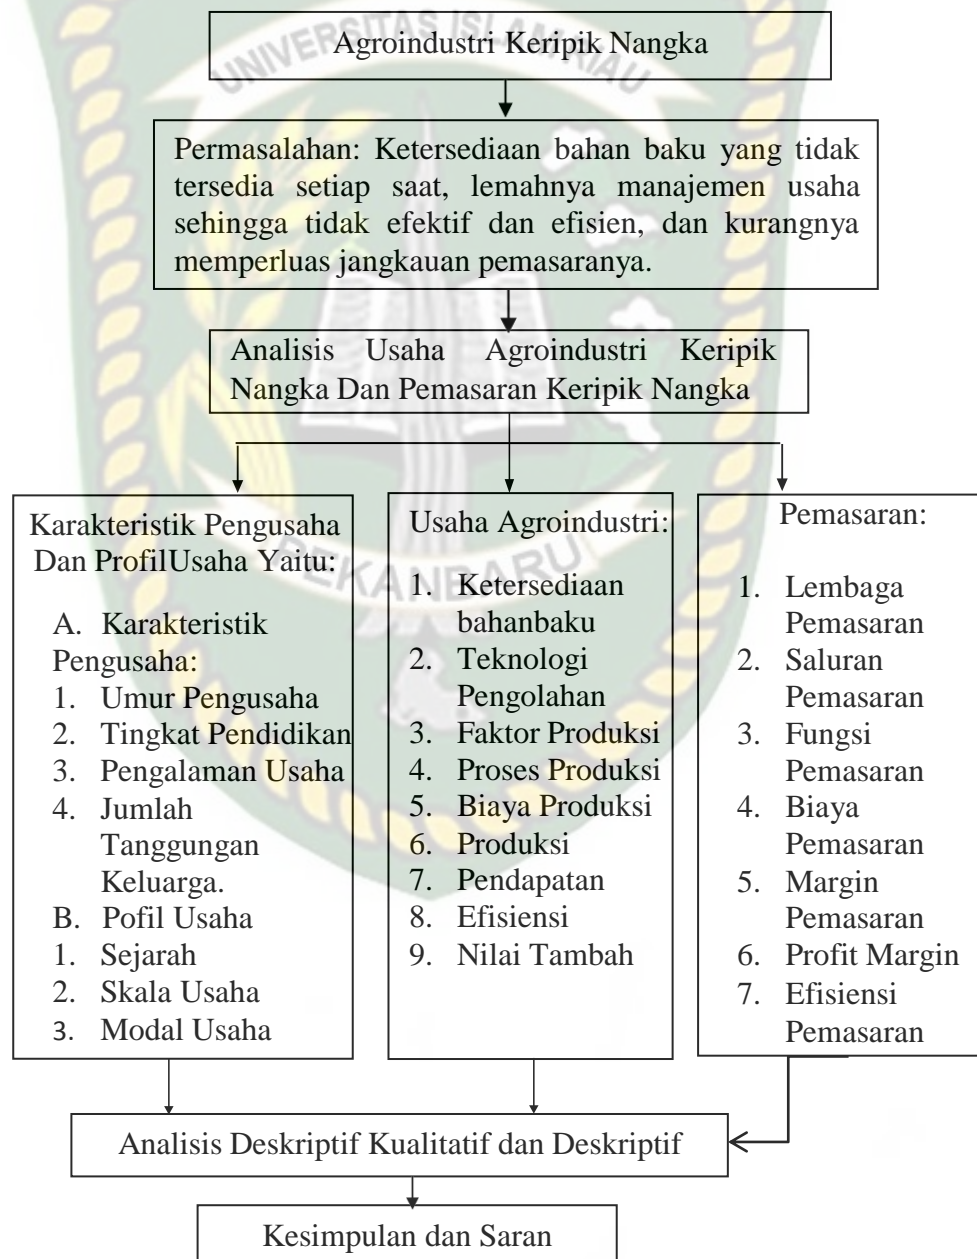 UNIVERSITAS ISLAM RIAU
Agroindustri Keripik Nangka
Permasalahan: Ketersediaan bahan baku yang tidak
tersedia setiap saat, lemahnya manajemen usaha
sehingga tidak efektif dan efisien, dan kurangnya
memperluas jangkauan pemasaranya.
Analisis Usaha Agroindustri Keripik
Nangka Dan Pemasaran Keripik Nangka
Karakteristik Pengusaha
Dan ProfilUsaha Yaitu:
A. Karakteristik
Pengusaha:
1. Umur Pengusaha
2. Tingkat Pendidikan
3. Pengalaman Usaha
4. Jumlah
Tanggungan
Keluarga.
B. Pofil Usaha
1. Sejarah
2. Skala Usaha
3. Modal Usaha
Usaha Agroindustri:
1. Ketersediaan
bahanbaku
2. Teknologi
Pengolahan
3. Faktor Produksi
4. Proses Produksi
5. Biaya Produksi
6. Produksi
7. Pendapatan
8. Efisiensi
9. Nilai Tambah
Pemasaran:
1. Lembaga
Pemasaran
2. Saluran
Pemasaran
3. Fungsi
Pemasaran
4. Biaya
Pemasaran
5. Margin
Pemasaran
6. Profit Margin
7. Efisiensi
Pemasaran
PEKANBARU
Analisis Deskriptif Kualitatif dan Deskriptif
Kesimpulan dan Saran